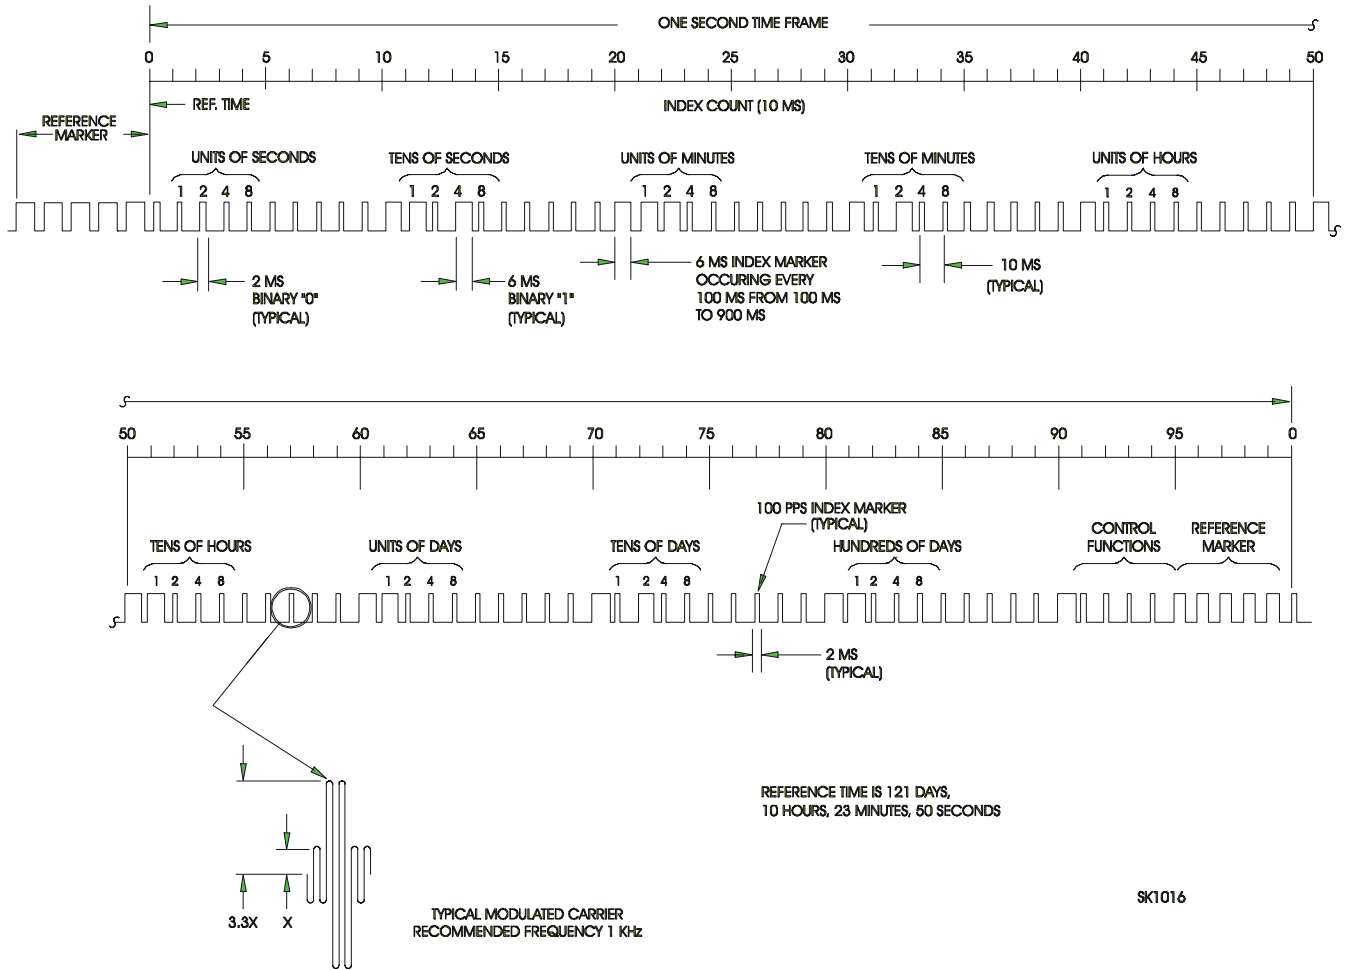 ONE SECOND TIME FRAME
0 5 10 15 20 25 30 35 40 45 50
REF. TIME
INDEX COUNT (10 MS)
REFERENCE
MARKER
UNITS OF SECONDS
1 2 4 8
TENS OF SECONDS
1 2 4 8
UNITS OF MINUTES
1 2 4 8
TENS OF MINUTES
1 2 4 8
UNITS OF HOURS
1 2 4 8
2 MS
BINARY "0"
(TYPICAL)
6 MS
BINARY "1"
(TYPICAL)
6 MS INDEX MARKER
OCCURING EVERY
100 MS FROM 100 MS
TO 900 MS
10 MS
(TYPICAL)
50 55 60 65 70 75 80 85 90 95 0
100 PPS INDEX MARKER
(TYPICAL)
TENS OF HOURS
1 2 4 8
UNITS OF DAYS
1 2 4 8
TENS OF DAYS
1 2 4 8
HUNDREDS OF DAYS
1 2 4 8
CONTROL
FUNCTIONS
REFERENCE
MARKER
2 MS
(TYPICAL)
REFERENCE TIME IS 121 DAYS,
10 HOURS, 23 MINUTES, 50 SECONDS
3.3X X
TYPICAL MODULATED CARRIER
RECOMMENDED FREQUENCY 1 KHz
SK1016